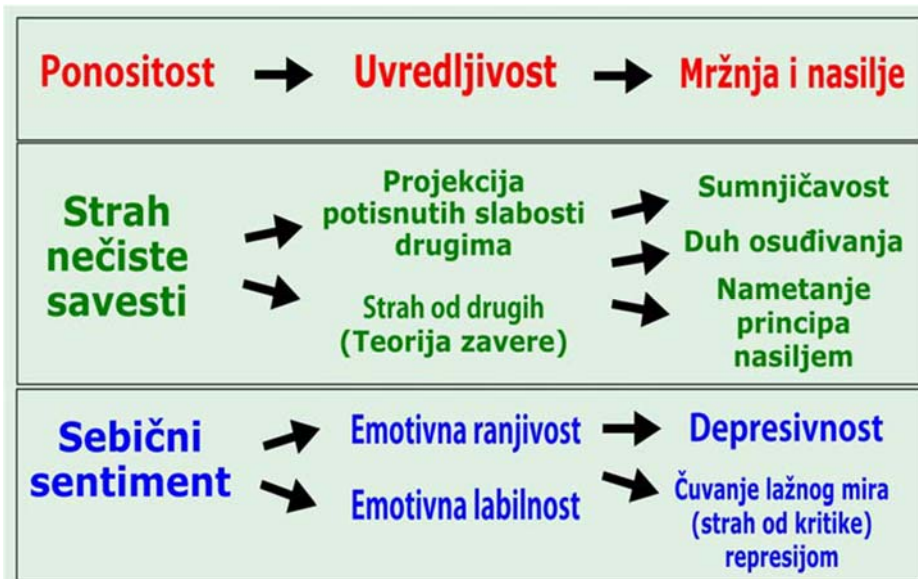 Ponositost
Uvredljivost
Mržnja i nasilje
Strah
nečiste
savesti
Projekcija
potisnutih slabosti
drugima
Strah od drugih
(Teorija zavere)
Sumnjičavost
Duh osuđivanja
Nametanje
principa
nasiljem
Sebični
sentiment
Emotivna ranjivost
Emotivna labilnost
Depresivnost
Čuvanje lažnog mira
(strah od kritike)
represijom